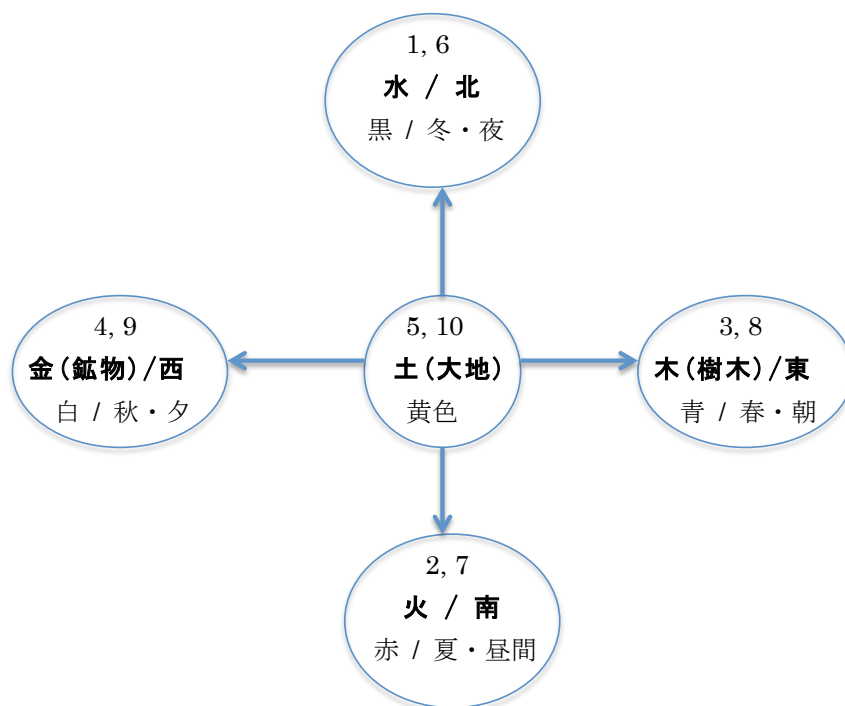 1, 6
水 / 北
黒 / 冬・夜
4, 9
金(鉱物)/西
白 / 秋・夕
5, 10
土(大地)
黄色
3, 8
木(樹木)/東
青 / 春・朝
2, 7
火 / 南
赤 / 夏・昼間